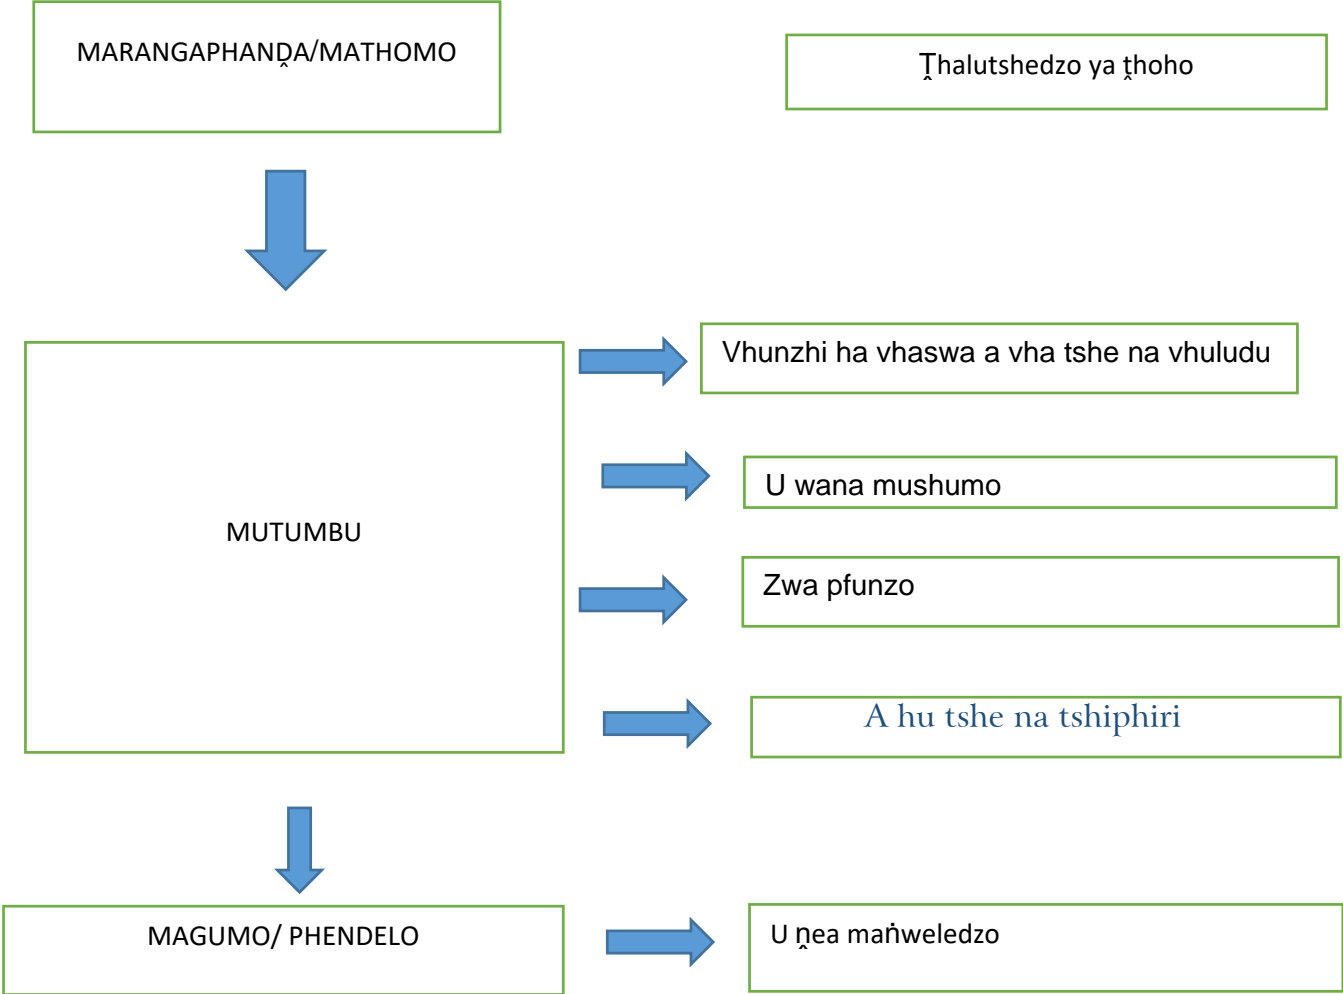 MARANGAPHANḒA/MATHOMO
Ṱhalutshedzo ya ṱhoho
Vhunzhi ha vhaswa a vha tshe na vhuludu
U wana mushumo
MUTUMBU
Zwa pfunzo
A hu tshe na tshiphiri
MAGUMO/ PHENDELO
U ṋea maṅweledzo